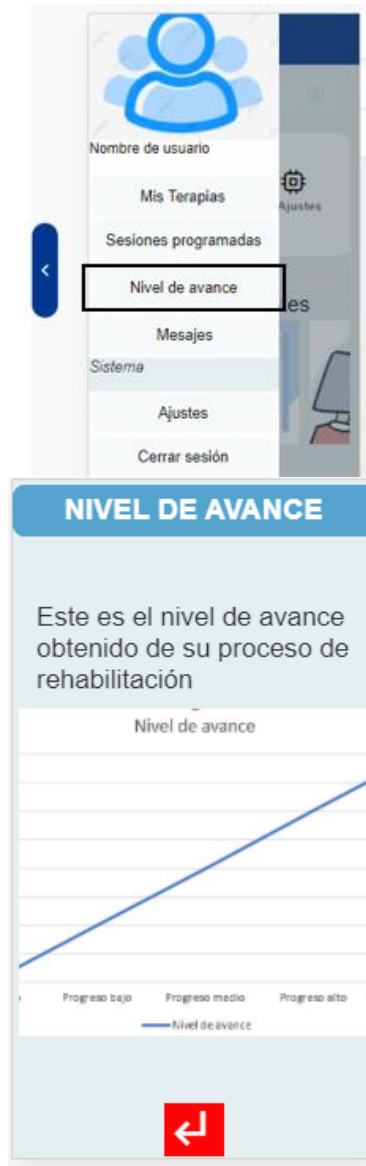 Nombre de usuario
Mis Terapias
Ajustes
Sesiones programadas
Nivel de avance
es
Mesajes
Sistema
Ajustes
Cerrar sesión
NIVEL DE AVANCE
Este es el nivel de avance
obtenido de su proceso de
rehabilitación
Nivel de avance
Progreso bajo Progreso medio Progreso alto
Nivel de avance